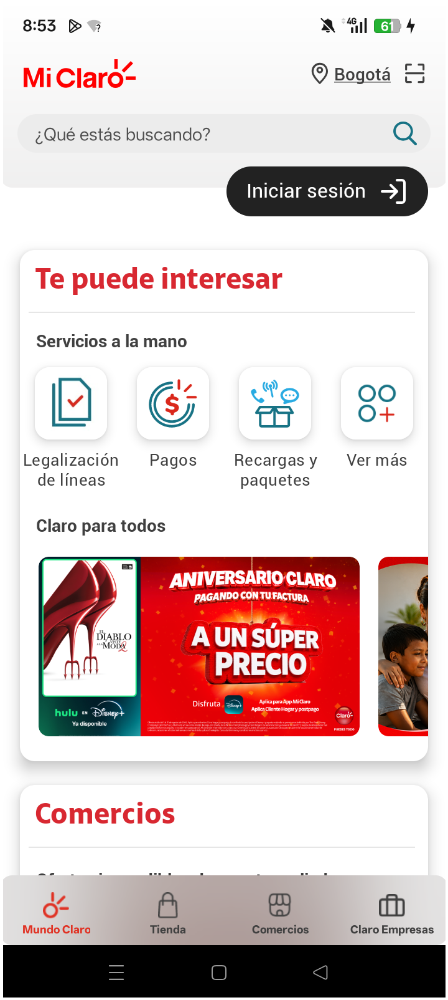 8:53
4G
61
Mi Claro
Bogotá
¿Qué estás buscando?
Iniciar sesión
Te puede interesar
Servicios a la mano
Legalización
de líneas
Pagos
Recargas y
paquetes
Ver más
Claro para todos
EL
DIABLO
VISTE
A LA MODA
2
hulu EN Disney+
Ya disponible
ANIVERSARIO CLARO
PAGANDO CON TU FACTURA
A UN SÚPER
PRECIO
Disfruta Disney+
Aplica para App Mi Claro
Aplica Cliente Hogar y postpago
Claro
PUEDES TODO
Comercios
Mundo Claro
Tienda
Comercios
Claro Empresas